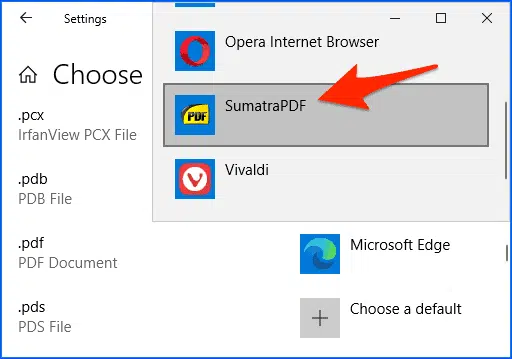 Settings
Choose
.pcx
IrfanView PCX File
.pdb
PDB File
.pdf
PDF Document
.pds
PDS File
Opera Internet Browser
PDF
SumatraPDF
Vivaldi
Microsoft Edge
Choose a default